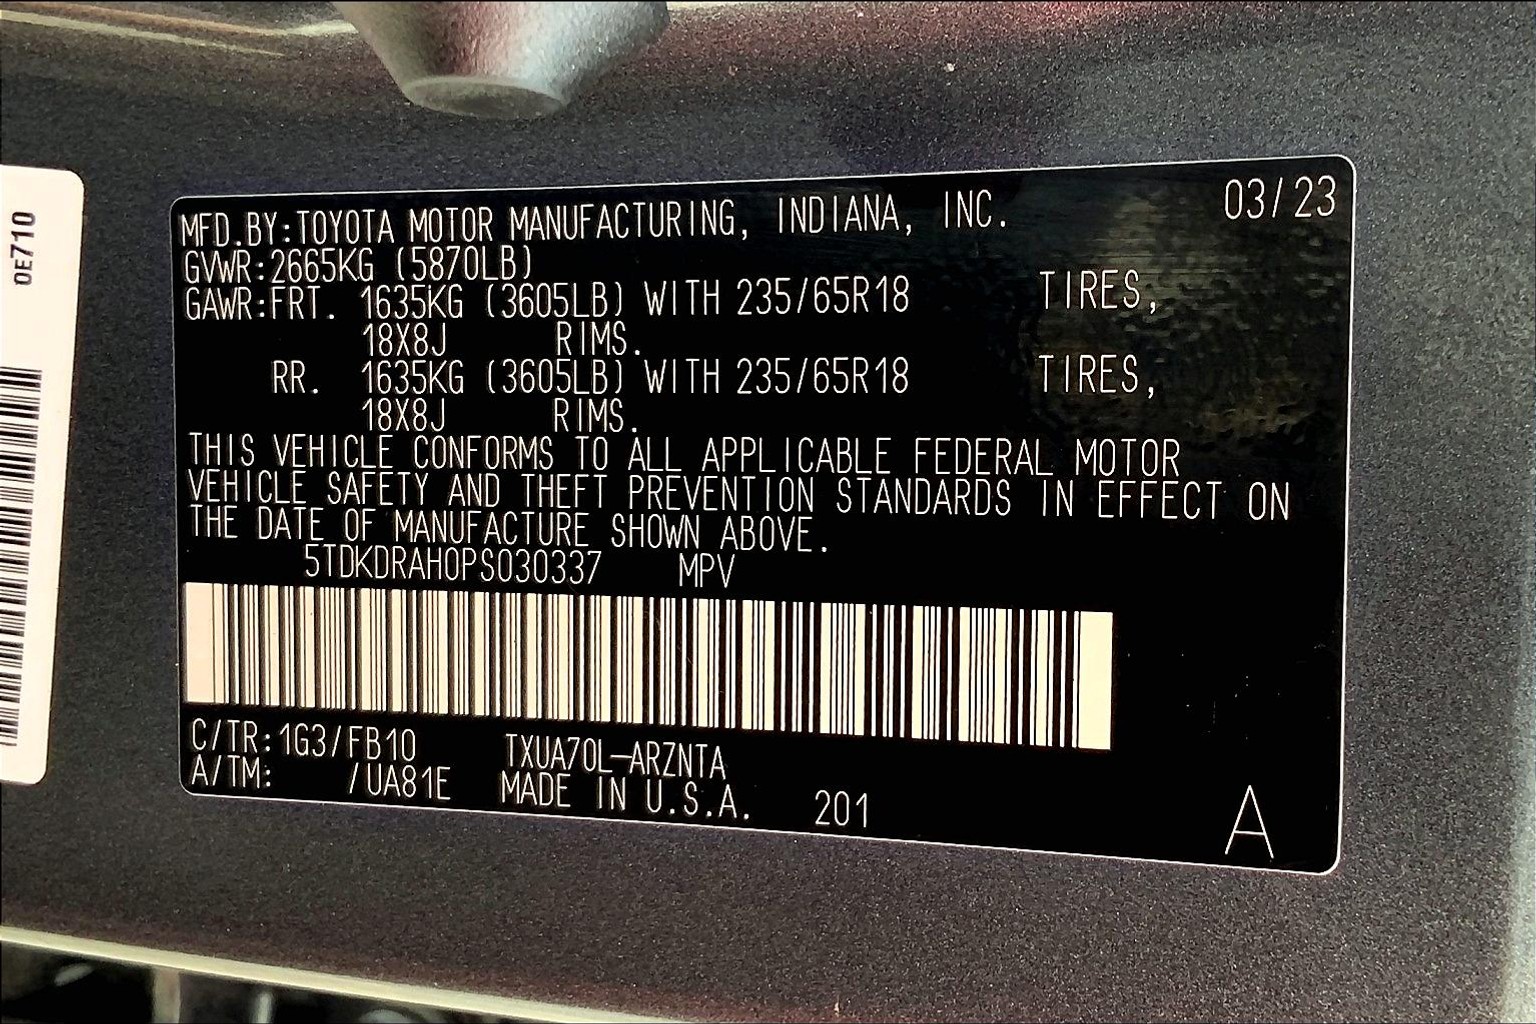 OE710
MFD.BY:TOYOTA MOTOR MANUFACTURING, INDIANA, INC. 03/23
GVWR:2665KG (5870LB)
GAWR:FRT. 1635KG (3605LB) WITH 235/65R18 TIRES,
18X8J RIMS.
RR. 1635KG (3605LB) WITH 235/65R18 TIRES,
18X8J RIMS.
THIS VEHICLE CONFORMS TO ALL APPLICABLE FEDERAL MOTOR
VEHICLE SAFETY AND THEFT PREVENTION STANDARDS IN EFFECT ON
THE DATE OF MANUFACTURE SHOWN ABOVE.
5TDKDRAH0PS030337 MPV
C/TR:1G3/FB10 TXUA70L-ARZNTA
A/TM: /UA81E MADE IN U.S.A. 201
A